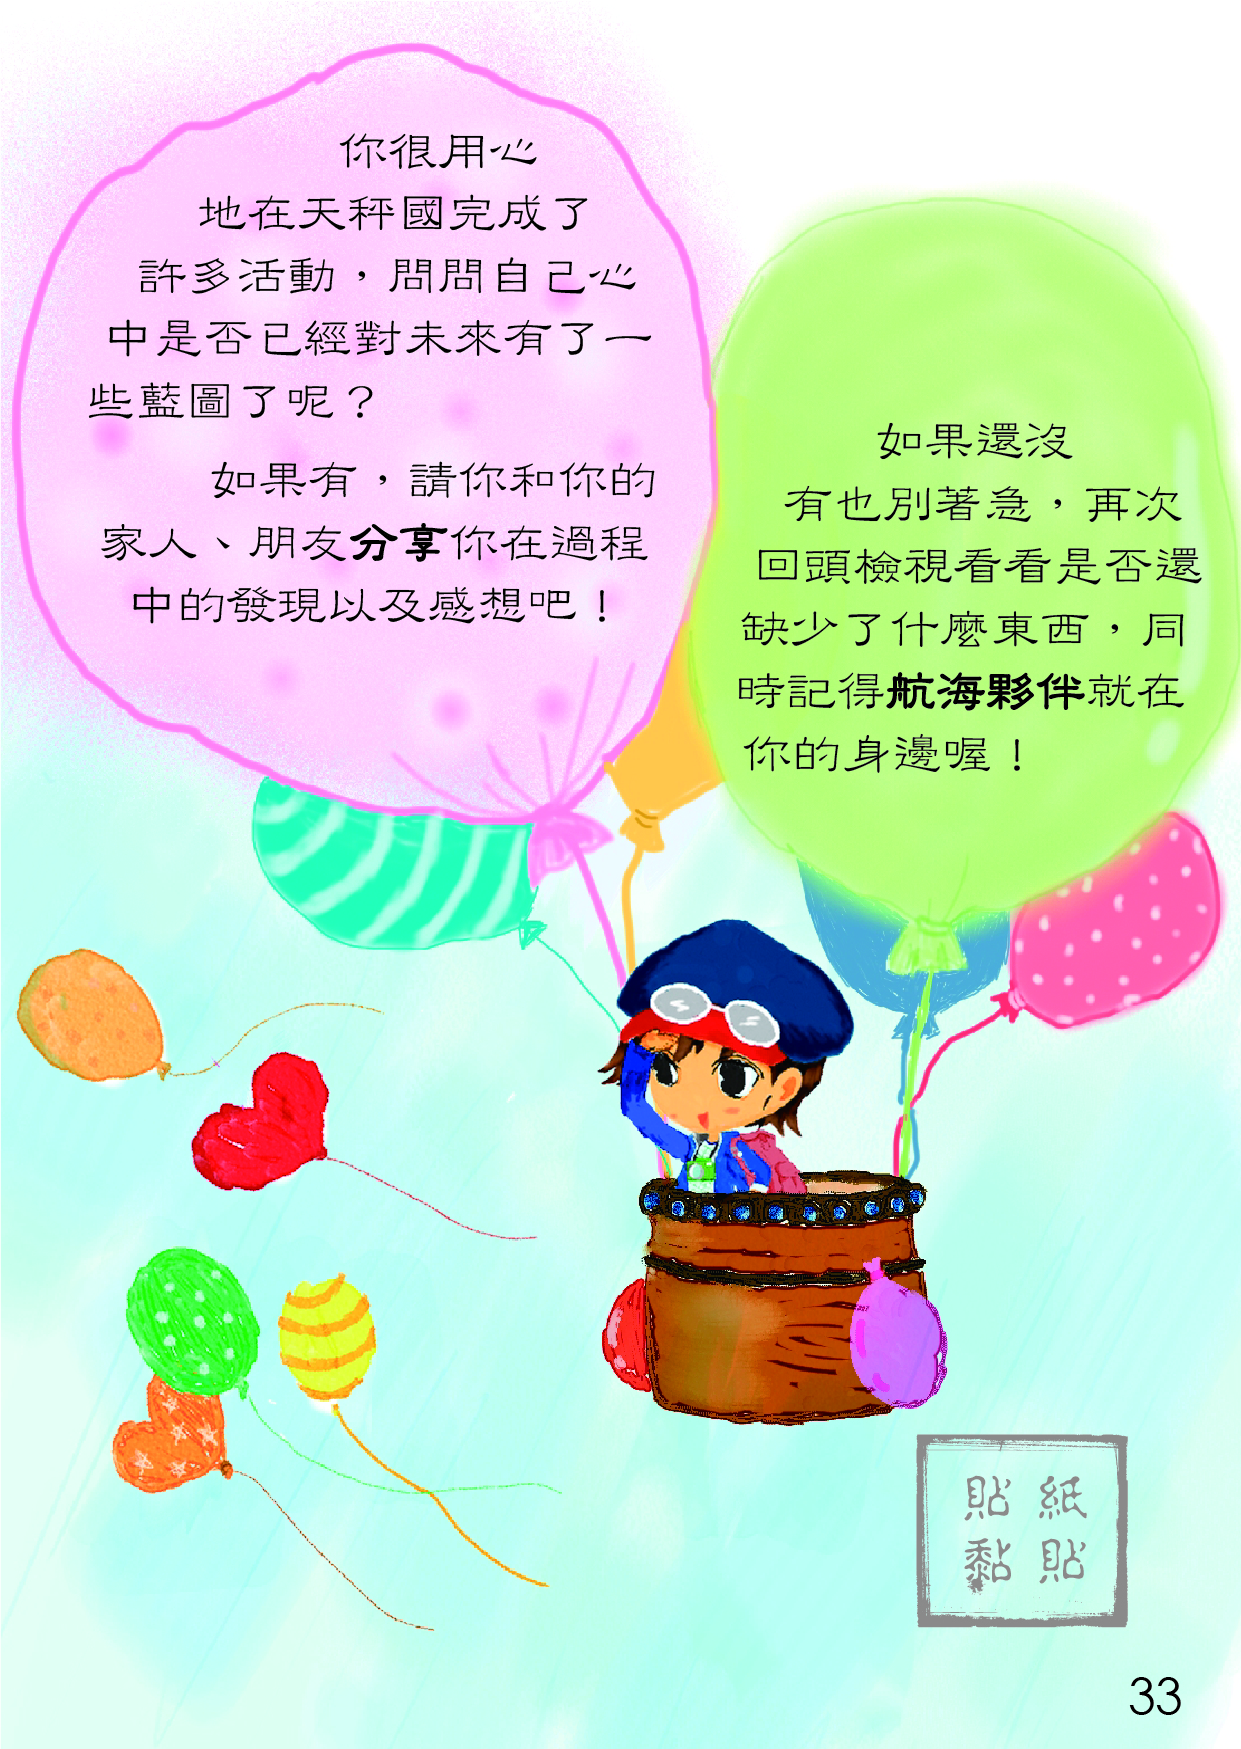 你很用心
地在天秤國完成了
許多活動，問問自己心
中是否已經對未來有了一
些藍圖了呢？
如果有，請你和你的
家人、朋友分享你在過程
中的發現以及感想吧！
如果還沒
有也別著急，再次
回頭檢視看看是否還
缺少了什麼東西，同
時記得航海夥伴就在
你的身邊喔！
貼紙
黏貼
33